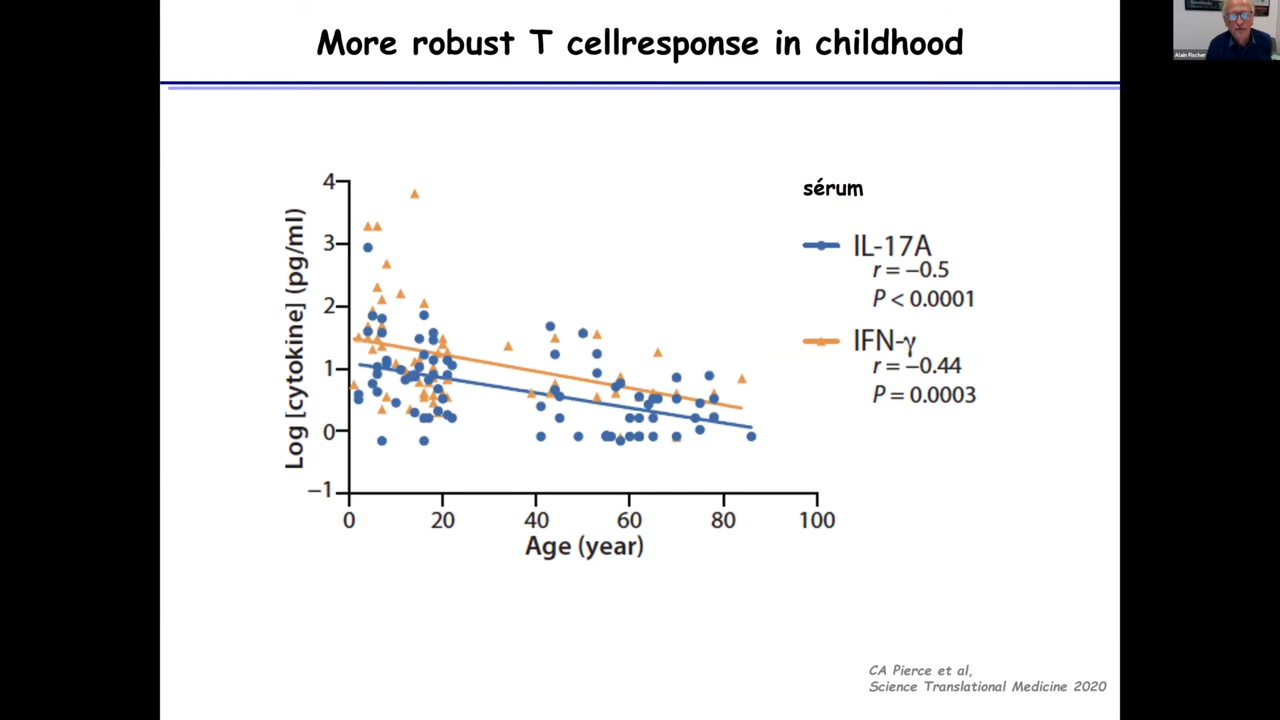 More robust T cellresponse in childhood
Alain Fischer
sérum
IL-17A
r = −0.5
P < 0.0001
IFN-γ
r = −0.44
P = 0.0003
Log [cytokine] (pg/ml)
4
3
2
1
0
−1
0 20 40 60 80 100
Age (year)
CA Pierce et al,
Science Translational Medicine 2020